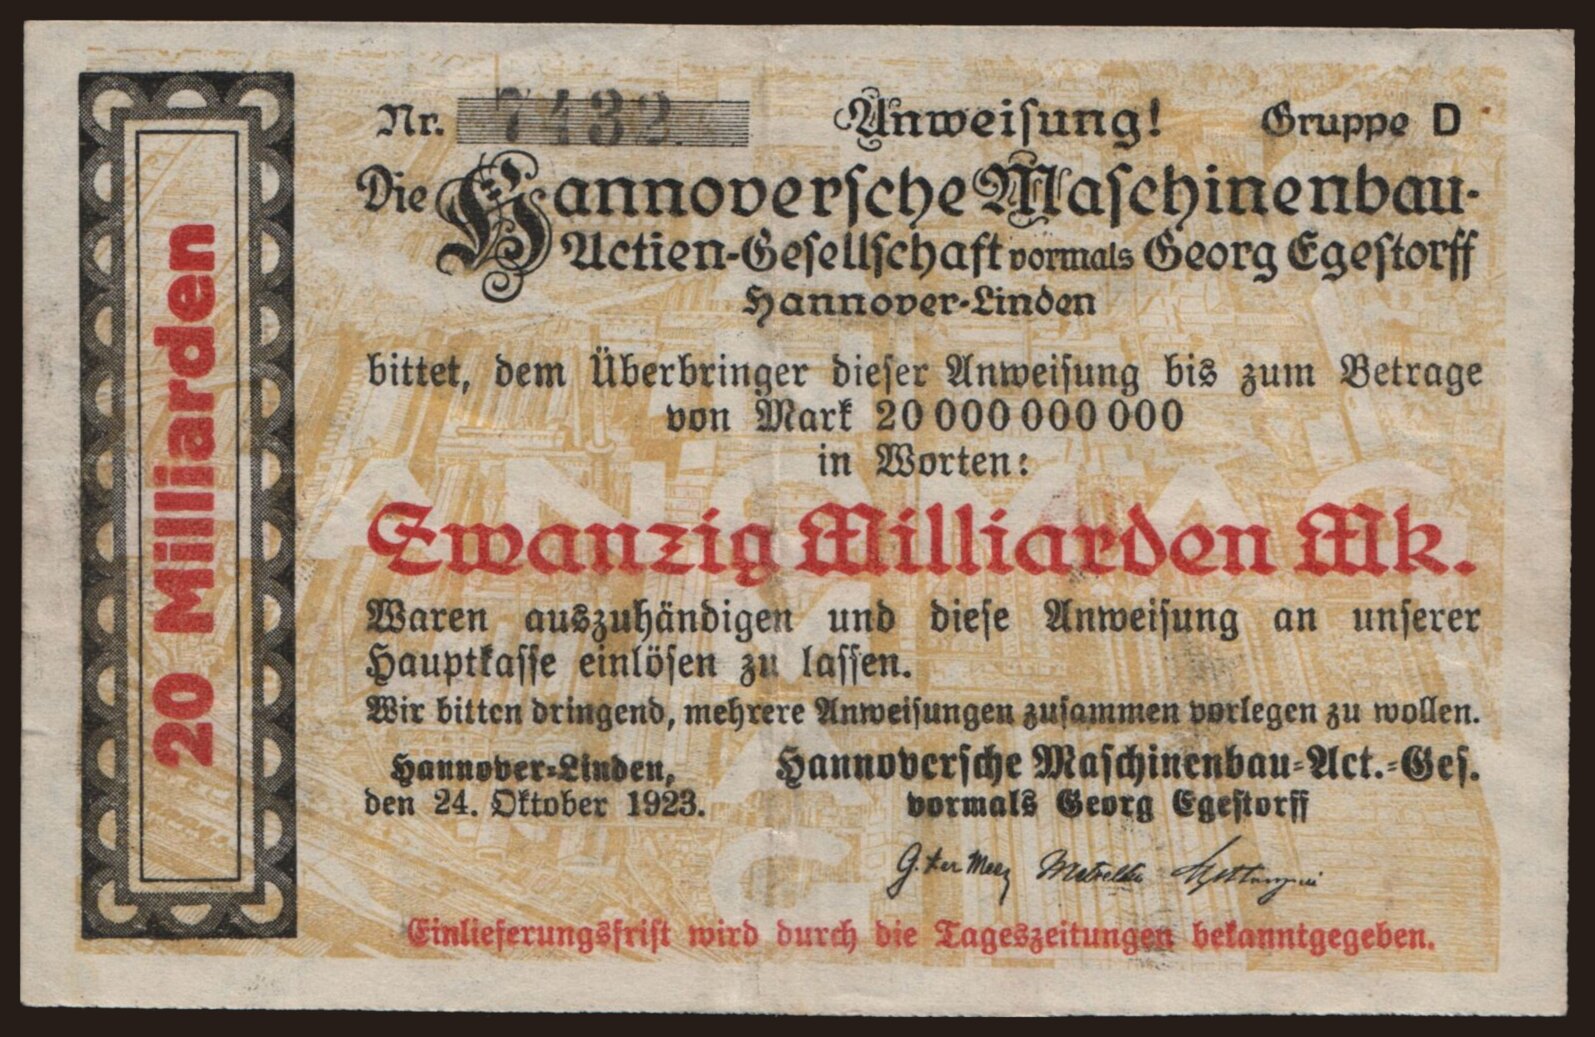 20 Milliarden
Nr. 7432 Anweisung! Gruppe D
Die Hannoversche Maschinenbau-
Actien-Gesellschaft vormals Georg Egestorff
Hannover-Linden
bittet, dem Überbringer dieser Anweisung bis zum Betrage
von Mark 20 000 000 000
in Worten:
Zwanzig Milliarden Mk.
Waren auszuhändigen und diese Anweisung an unserer
Hauptkasse einlösen zu lassen.
Wir bitten dringend, mehrere Anweisungen zusammen vorlegen zu wollen.
Hannover-Linden, Hannoversche Maschinenbau-Act.-Ges.
den 24. Oktober 1923. vormals Georg Egestorff
Einlieferungsfrist wird durch die Tageszeitungen bekanntgegeben.